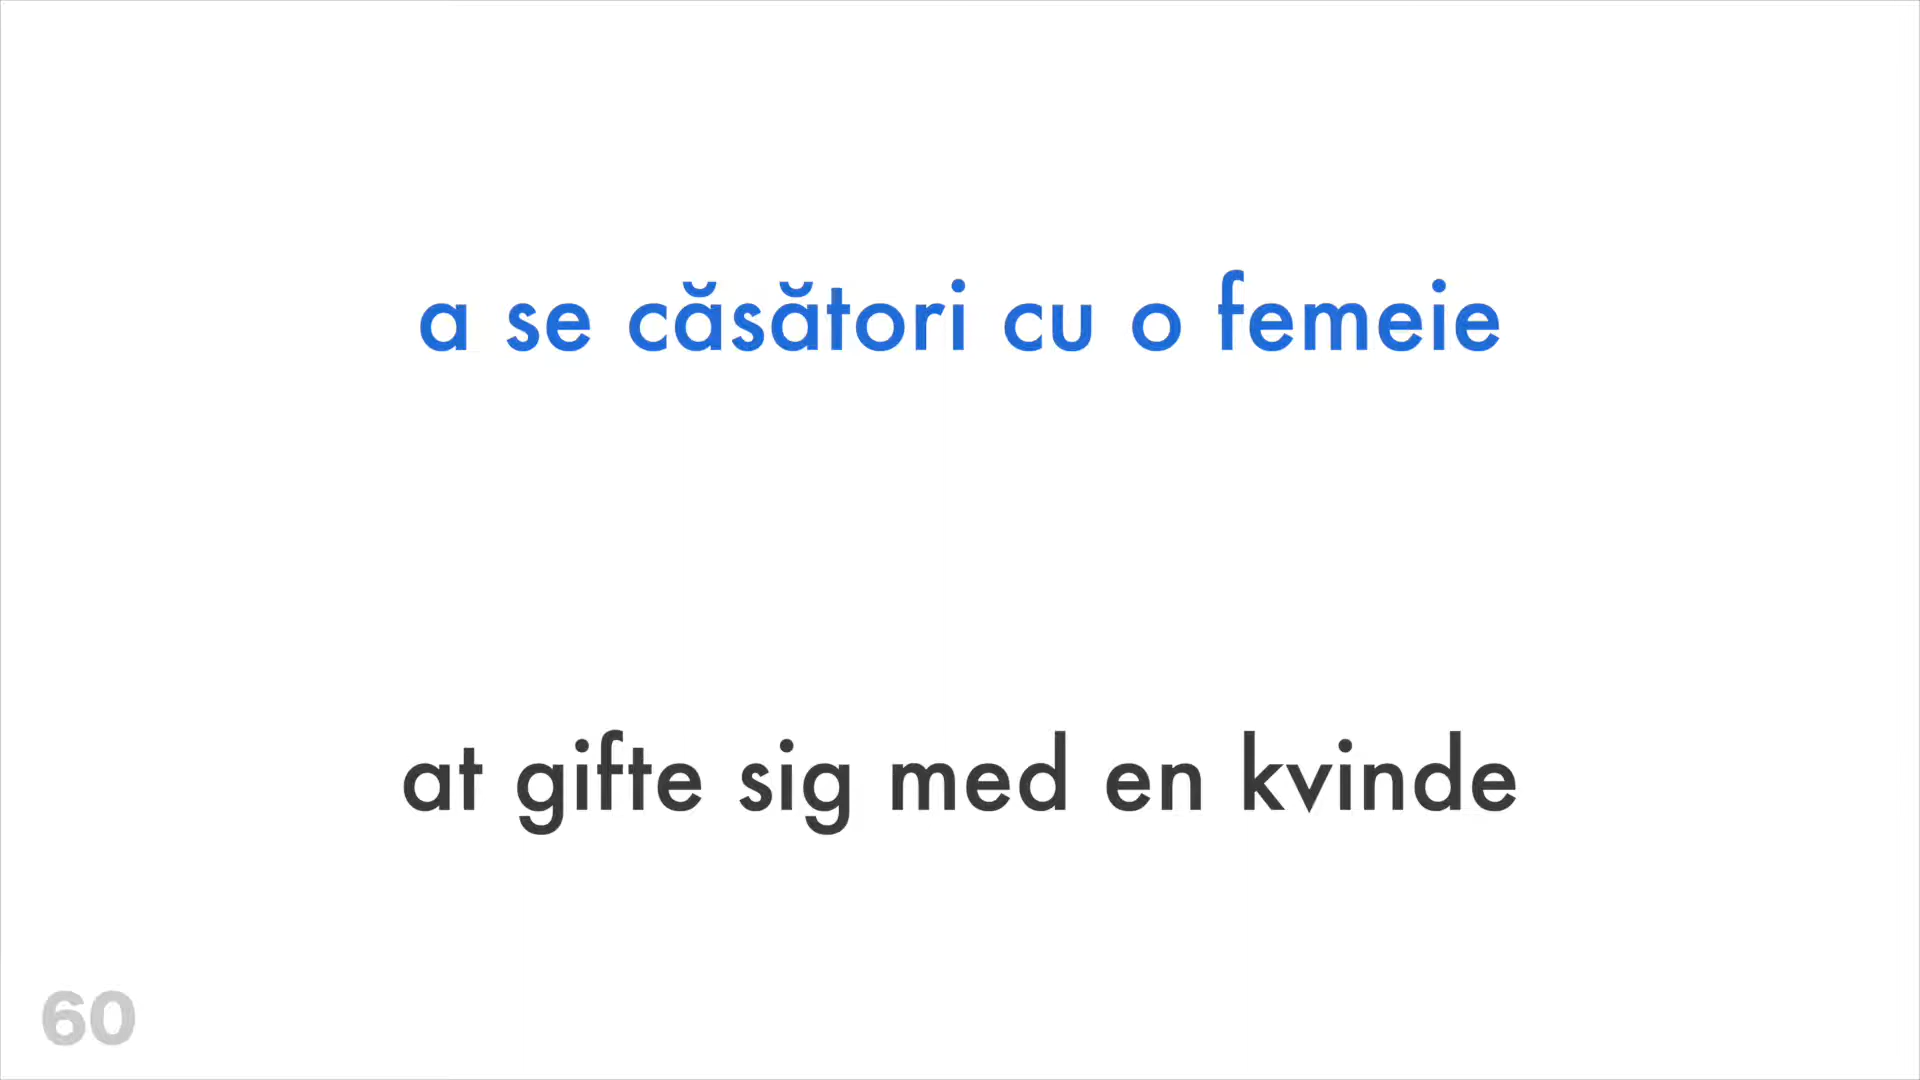 a se căsători cu o femeie
at gifte sig med en kvinde
60